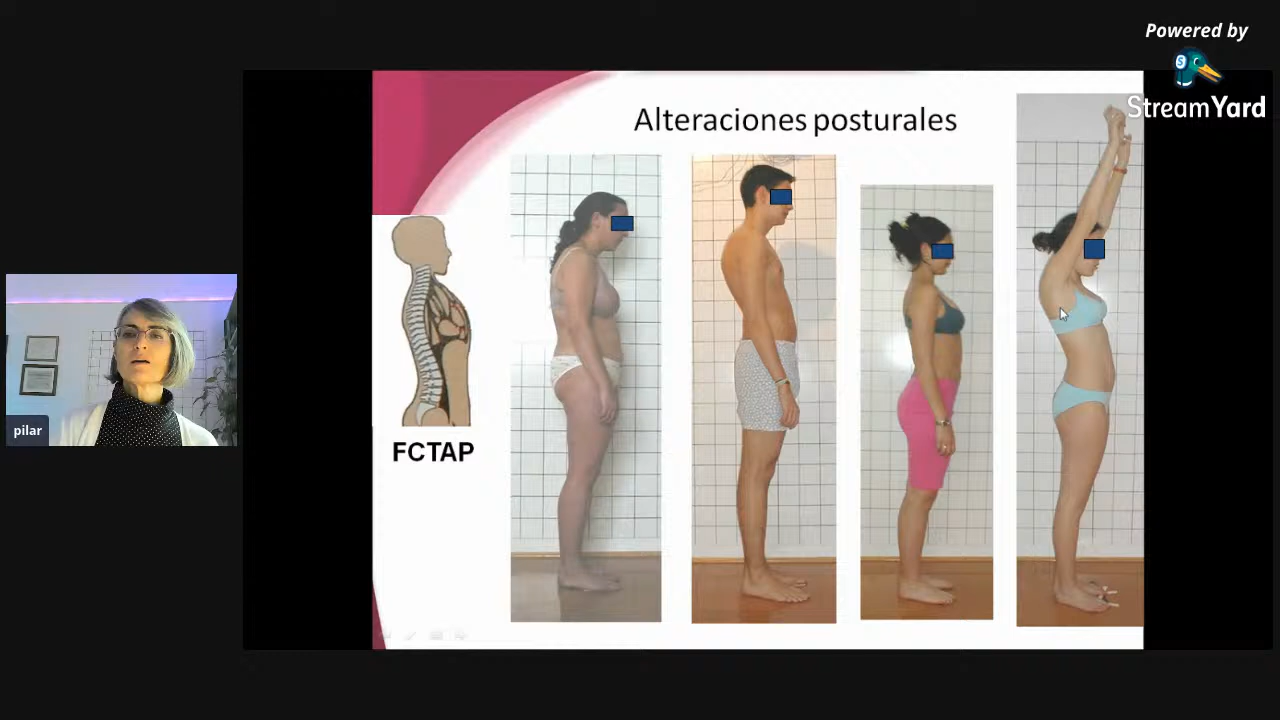 Powered by
StreamYard
Alteraciones posturales
FCTAP
pilar